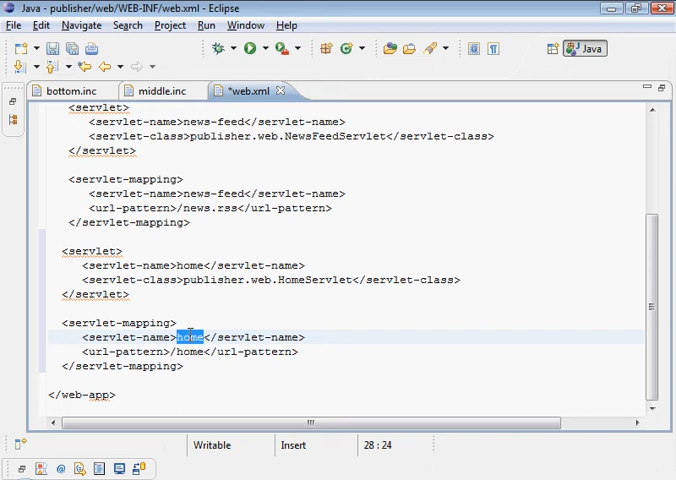 Java - publisher/web/WEB-INF/web.xml - Eclipse
File Edit Navigate Search Project Run Window Help
Java
bottom.inc middle.inc *web.xml
<servlet>
<servlet-name>news-feed</servlet-name>
<servlet-class>publisher.web.NewsFeedServlet</servlet-class>
</servlet>
<servlet-mapping>
<servlet-name>news-feed</servlet-name>
<url-pattern>/news.rss</url-pattern>
</servlet-mapping>
<servlet>
<servlet-name>home</servlet-name>
<servlet-class>publisher.web.HomeServlet</servlet-class>
</servlet>
<servlet-mapping>
<servlet-name>home</servlet-name>
<url-pattern>/home</url-pattern>
</servlet-mapping>
</web-app>
Writable Insert 28 : 24